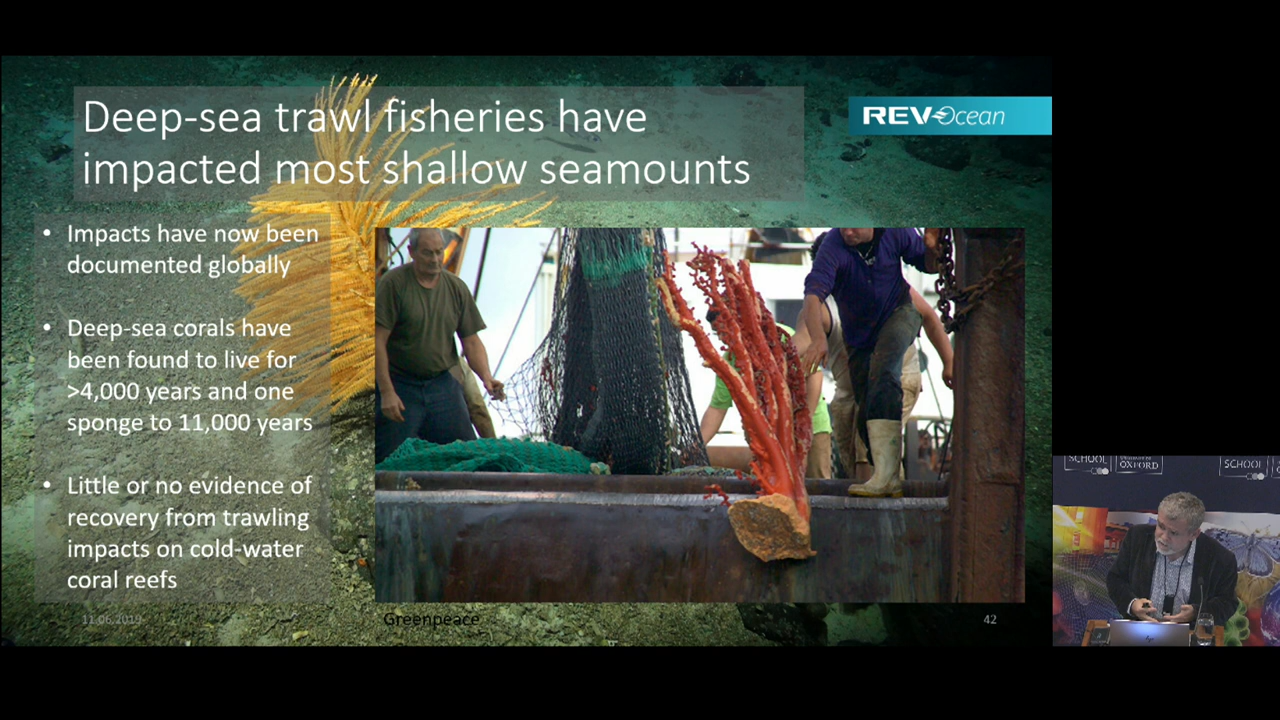 Deep-sea trawl fisheries have
impacted most shallow seamounts
REV Ocean
• Impacts have now been
documented globally
• Deep-sea corals have
been found to live for
>4,000 years and one
sponge to 11,000 years
• Little or no evidence of
recovery from trawling
impacts on cold-water
coral reefs
11.06.2019
Greenpeace
42
SCHOOL
OXFORD
SCHOOL